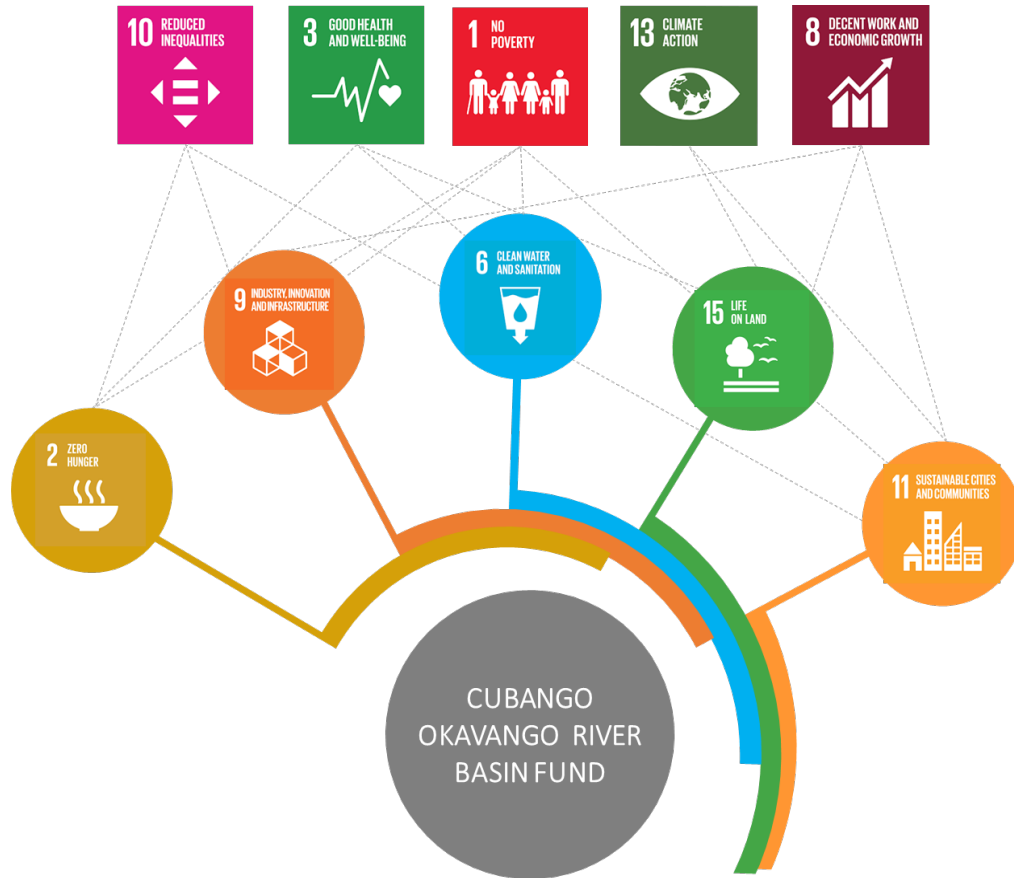 10 REDUCED
INEQUALITIES
3 GOOD HEALTH
AND WELL-BEING
1 NO
POVERTY
13 CLIMATE
ACTION
8 DECENT WORK AND
ECONOMIC GROWTH
6 CLEAN WATER
AND SANITATION
9 INDUSTRY, INNOVATION
AND INFRASTRUCTURE
15 LIFE
ON LAND
2 ZERO
HUNGER
11 SUSTAINABLE CITIES
AND COMMUNITIES
CUBANGO
OKAVANGO RIVER
BASIN FUND